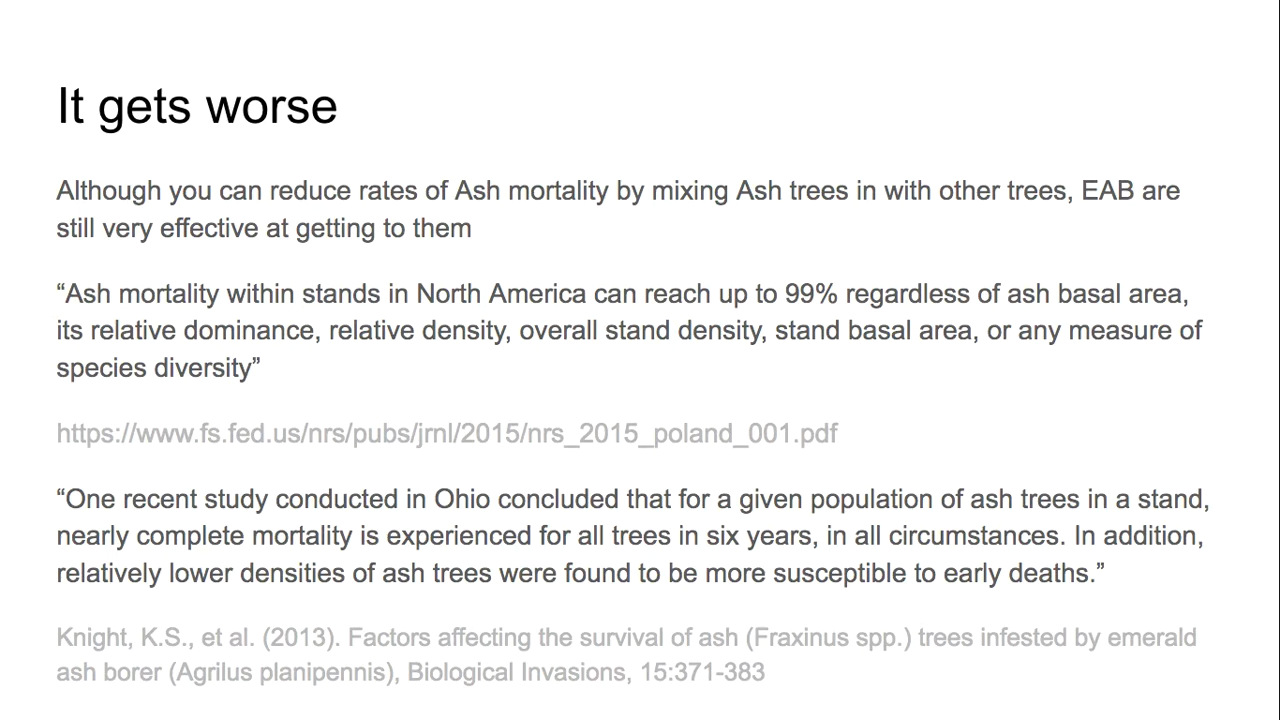 It gets worse
Although you can reduce rates of Ash mortality by mixing Ash trees in with other trees, EAB are
still very effective at getting to them
“Ash mortality within stands in North America can reach up to 99% regardless of ash basal area,
its relative dominance, relative density, overall stand density, stand basal area, or any measure of
species diversity”
https://www.fs.fed.us/nrs/pubs/jrnl/2015/nrs_2015_poland_001.pdf
“One recent study conducted in Ohio concluded that for a given population of ash trees in a stand,
nearly complete mortality is experienced for all trees in six years, in all circumstances. In addition,
relatively lower densities of ash trees were found to be more susceptible to early deaths.”
Knight, K.S., et al. (2013). Factors affecting the survival of ash (Fraxinus spp.) trees infested by emerald
ash borer (Agrilus planipennis), Biological Invasions, 15:371-383